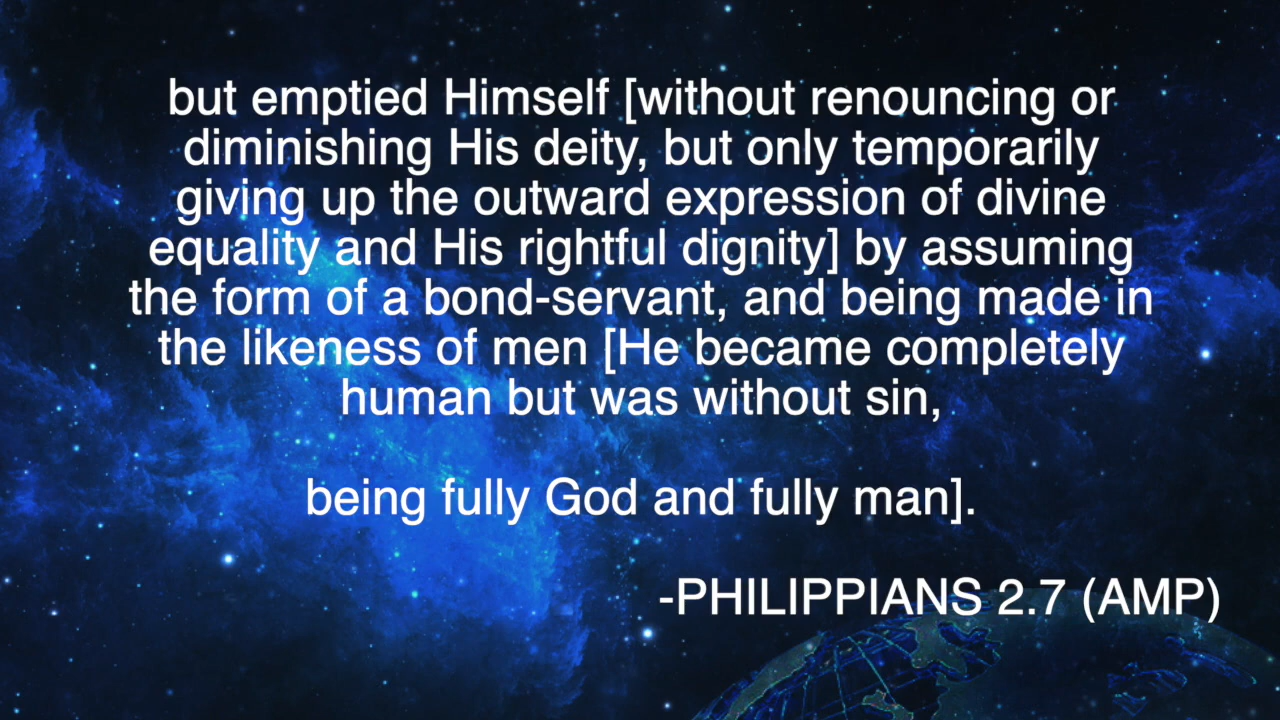 but emptied Himself [without renouncing or
diminishing His deity, but only temporarily
giving up the outward expression of divine
equality and His rightful dignity] by assuming
the form of a bond-servant, and being made in
the likeness of men [He became completely
human but was without sin,
being fully God and fully man].
-PHILIPPIANS 2.7 (AMP)